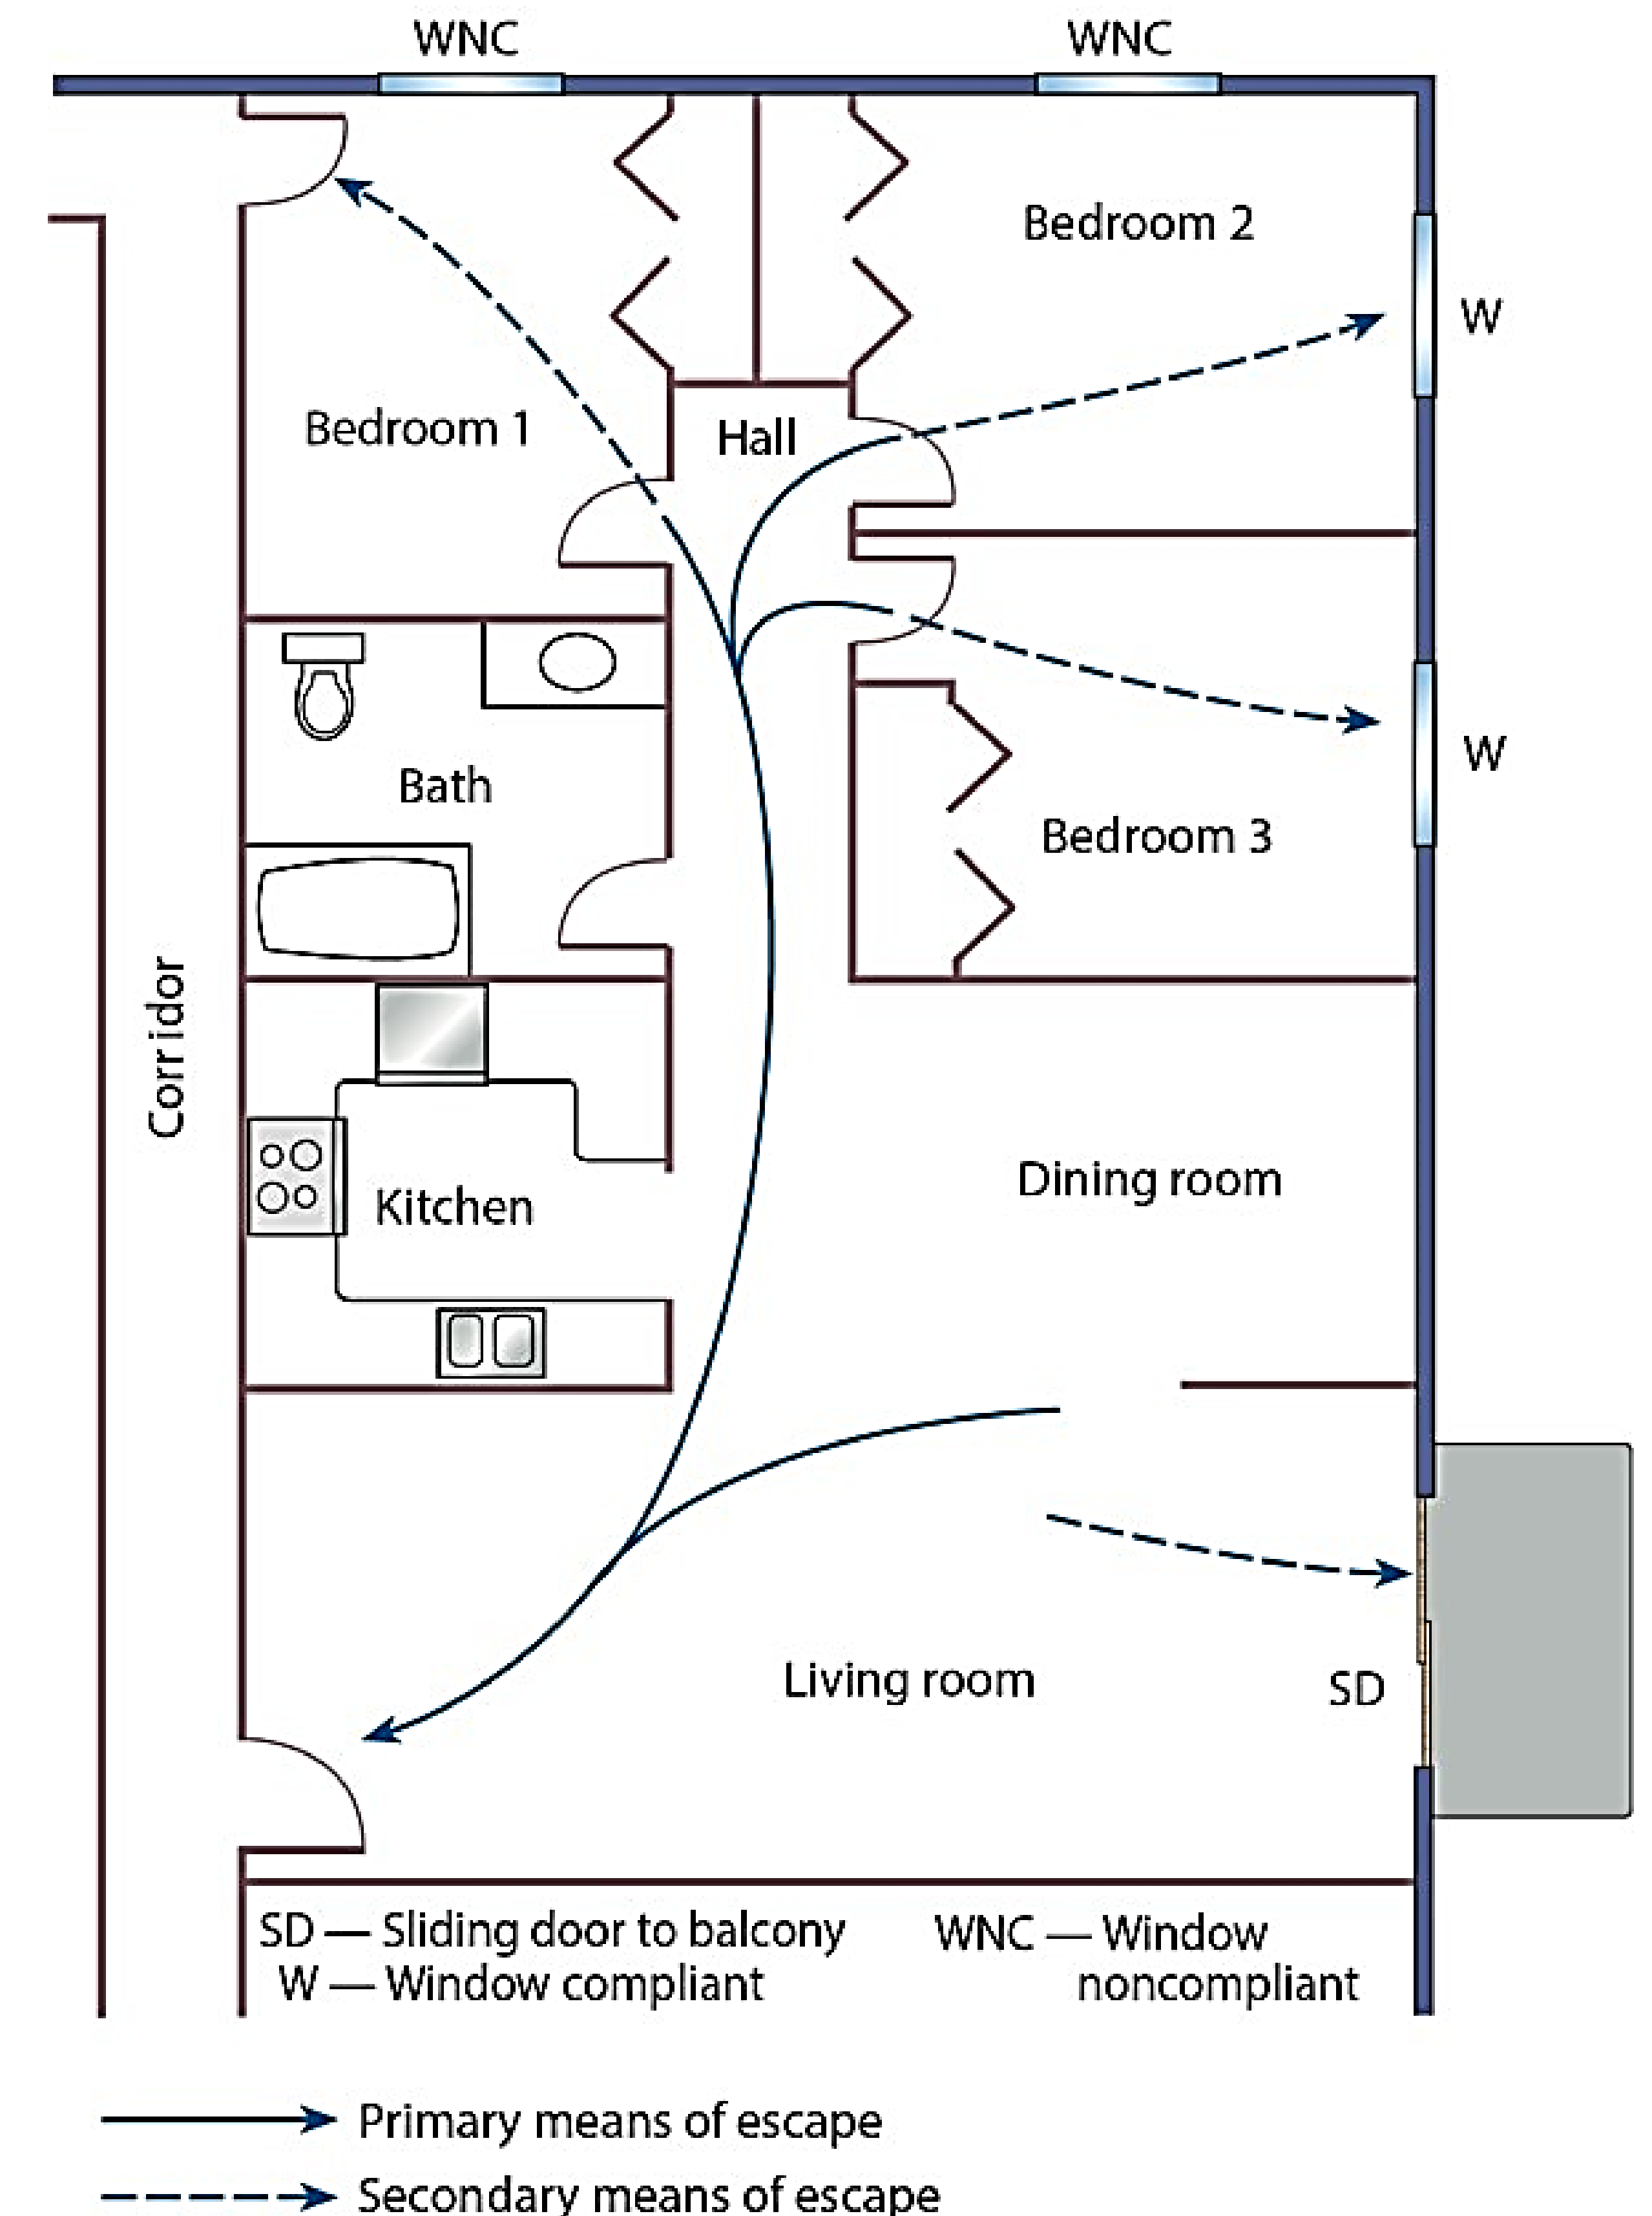 WNC
WNC
Bedroom 2
W
Bedroom 1
Hall
W
Bath
Bedroom 3
Corridor
Dining room
Kitchen
Living room
SD
SD — Sliding door to balcony
W — Window compliant
WNC — Window
noncompliant
Primary means of escape
Secondary means of escape